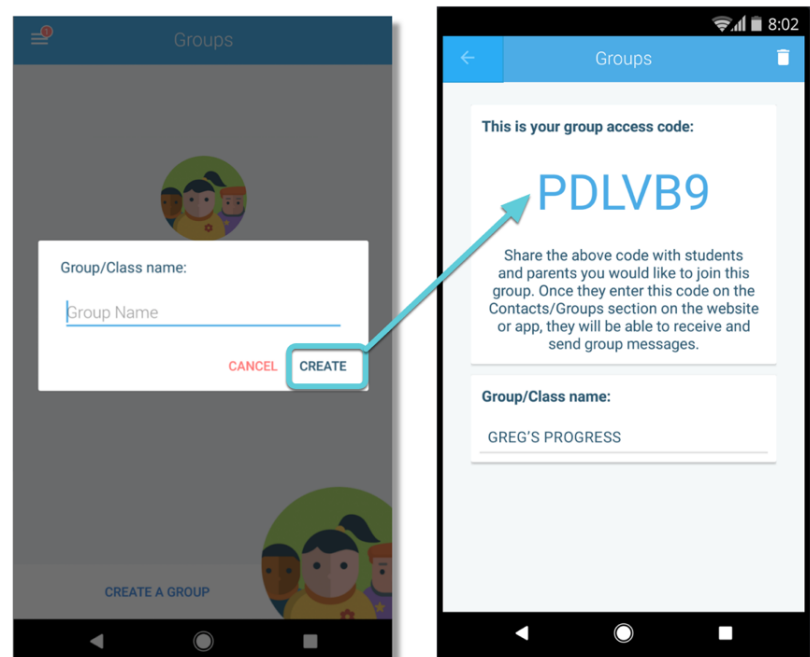 1
Groups
Group/Class name:
Group Name
CANCEL CREATE
CREATE A GROUP
8:02
Groups
This is your group access code:
PDLVB9
Share the above code with students
and parents you would like to join this
group. Once they enter this code on the
Contacts/Groups section on the website
or app, they will be able to receive and
send group messages.
Group/Class name:
GREG'S PROGRESS